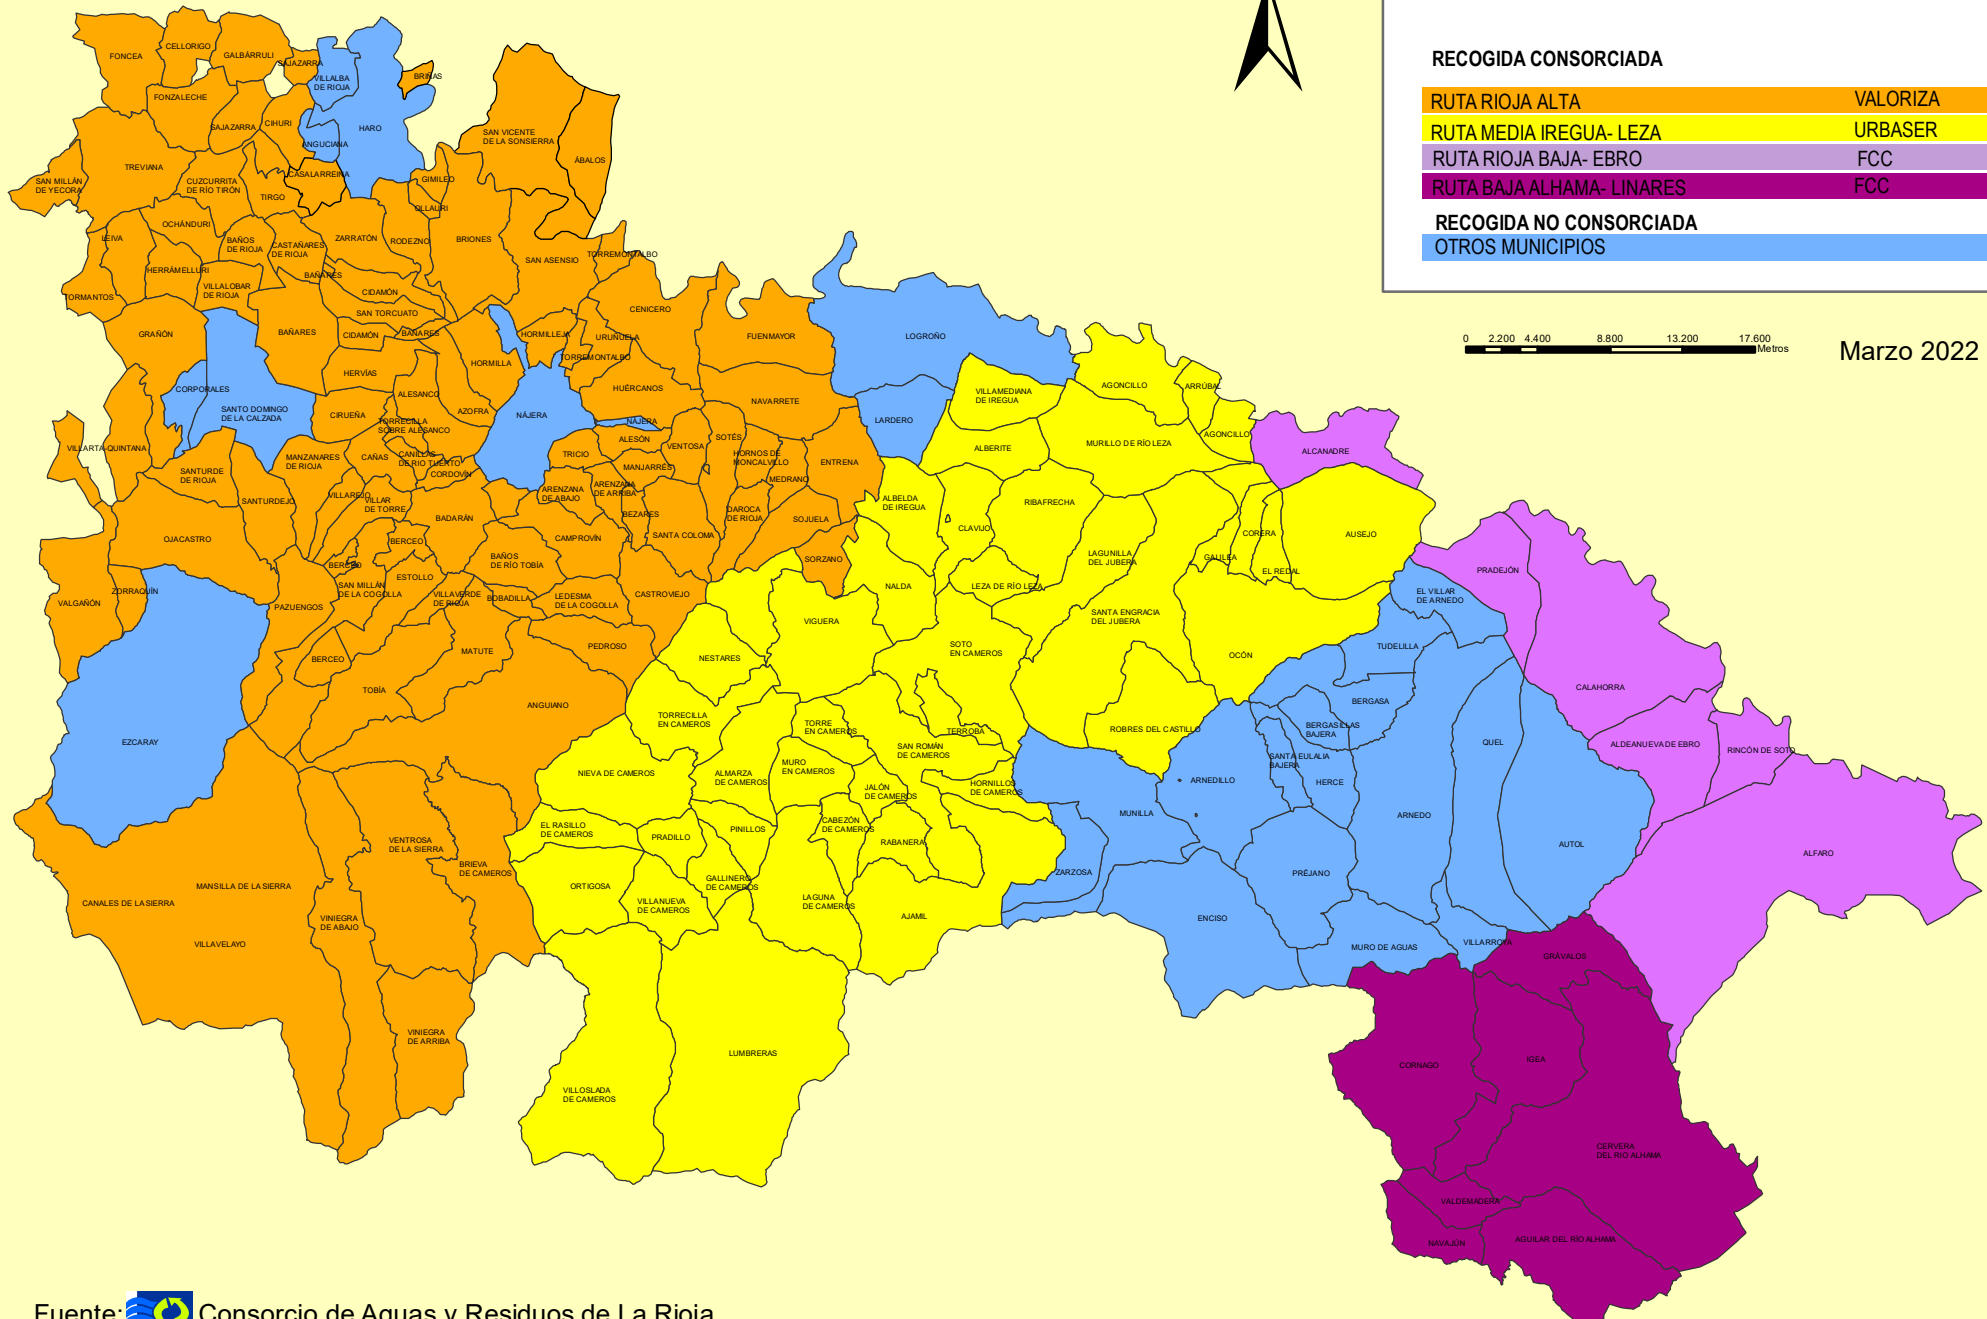 RECOGIDA CONSORCIADA
RUTA RIOJA ALTA VALORIZA
RUTA MEDIA IREGUA- LEZA URBASER
RUTA RIOJA BAJA- EBRO FCC
RUTA BAJA ALHAMA- LINARES FCC
RECOGIDA NO CONSORCIADA
OTROS MUNICIPIOS
0 2.200 4.400 8.800 13.200 17.600
Metros
Marzo 2022
FONCEA
CELLORIGO
GALBÁRRULI
SAJAZARRA
VILLALBA
DE RIOJA
BRIÑAS
FONZALECHE
SAJAZARRA
CIHURI
ANGUCIANA
HARO
SAN VICENTE
DE LA SONSIERRA
ÁBALOS
TREVIANA
SAN MILLÁN
DE YECORA
CUZCURRITA
DE RÍO TIRÓN
TIRGO
CASALARREINA
GIMILEO
OLLAURI
OCHÁNDURI
LEIVA
BAÑOS
DE RIOJA
CASTAÑARES
DE RIOJA
ZARRATÓN
RODEZNO
BRIONES
SAN ASENSIO
TORREMONTALBO
HERRAMELLURI
VILLALOBAR
DE RIOJA
BAÑARES
CIDAMÓN
TORMANTOS
SAN TORCUATO
GRAÑÓN
BAÑARES
CIDAMÓN
BAÑARES
HORMILLEJA
URUÑUELA
CENICERO
FUENMAYOR
LOGROÑO
TORREMONTALBO
HORMILLA
HERVÍAS
CORPORALES
SANTO DOMINGO
DE LA CALZADA
CIRUEÑA
ALESANCO
AZOFRA
NÁJERA
HUÉRCANOS
NAVARRETE
LARDERO
VILLAMEDIANA
DE IREGUA
AGONCILLO
ARRÚBAL
AGONCILLO
TORRECILLA
SOBRE ALESANCO
NÁJERA
ALESÓN
VENTOSA
SOTÉS
VILLARTA-QUINTANA
MANZANARES
DE RIOJA
CAÑAS
CANILLAS
DE RIO TUERTO
CORDOVÍN
TRICIO
MANJARRÉS
HORNOS DE
MONCALVILLO
ENTRENA
ALBERITE
MURILLO DE RÍO LEZA
ALCANADRE
SANTURDE
DE RIOJA
MEDRANO
SANTURDEJO
VILLAREJO
VILLAR
DE TORRE
ARENZANA
DE ABAJO
ARENZANA
DE ARRIBA
BEZARES
DAROCA
DE RIOJA
SOJUELA
ALBELDA
DE IREGUA
RIBAFRECHA
BADARÁN
CLAVIJO
OJACASTRO
BERCEO
CAMPROVÍN
SANTA COLOMA
CORERA
AUSEJO
BAÑOS
DE RÍO TOBÍA
SORZANO
LAGUNILLA
DEL JUBERA
GALILEA
BERCEO
ESTOLLO
SAN MILLÁN
DE LA COGOLLA
EL REDAL
PRADEJÓN
ZORRAQUÍN
VALGAÑÓN
PAZUENGOS
VILLAVERDE
DE RIOJA
BOBADILLA
LEDESMA
DE LA COGOLLA
CASTROVIEJO
NALDA
LEZA DE RÍO LEZA
EL VILLAR
DE ARNEDO
VIGUERA
SANTA ENGRACIA
DEL JUBERA
MATUTE
PEDROSO
NESTARES
SOTO
EN CAMEROS
OCÓN
TUDELILLA
BERCEO
TOBÍA
ANGUIANO
CALAHORRA
BERGASA
TORRECILLA
EN CAMEROS
TORRE
EN CAMEROS
TERROBA
ROBRES DEL CASTILLO
BERGASILLAS
BAJERA
EZCARAY
SAN ROMÁN
DE CAMEROS
QUEL
ALDEANUEVA DE EBRO
RINCÓN DE SOTO
NIEVA DE CAMEROS
ALMARZA
DE CAMEROS
MURO
EN CAMEROS
SANTA EULALIA
BAJERA
JALÓN
DE CAMEROS
HORNILLOS
DE CAMEROS
ARNEDILLO
HERCE
EL RASILLO
DE CAMEROS
PRADILLO
PINILLOS
CABEZÓN
DE CAMEROS
MUNILLA
ARNEDO
VENTROSA
DE LA SIERRA
RABANERA
AUTOL
ALFARO
BRIEVA
DE CAMEROS
ZARZOSA
PRÉJANO
MANSILLA DE LA SIERRA
ORTIGOSA
GALLINERO
DE CAMEROS
CANALES DE LA SIERRA
VILLANUEVA
DE CAMEROS
LAGUNA
DE CAMEROS
AJAMIL
ENCISO
VINIEGRA
DE ABAJO
VILLAVELAYO
MURO DE AGUAS
VILLARROYA
GRÁVALOS
VINIEGRA
DE ARRIBA
LUMBRERAS
VILLOSLADA
DE CAMEROS
CORNAGO
IGEA
CERVERA
DEL RIO ALHAMA
VALDEMADERA
NAVAJÚN
AGUILAR DEL RÍO ALHAMA
Fuente: Consorcio de Aguas y Residuos de La Rioja